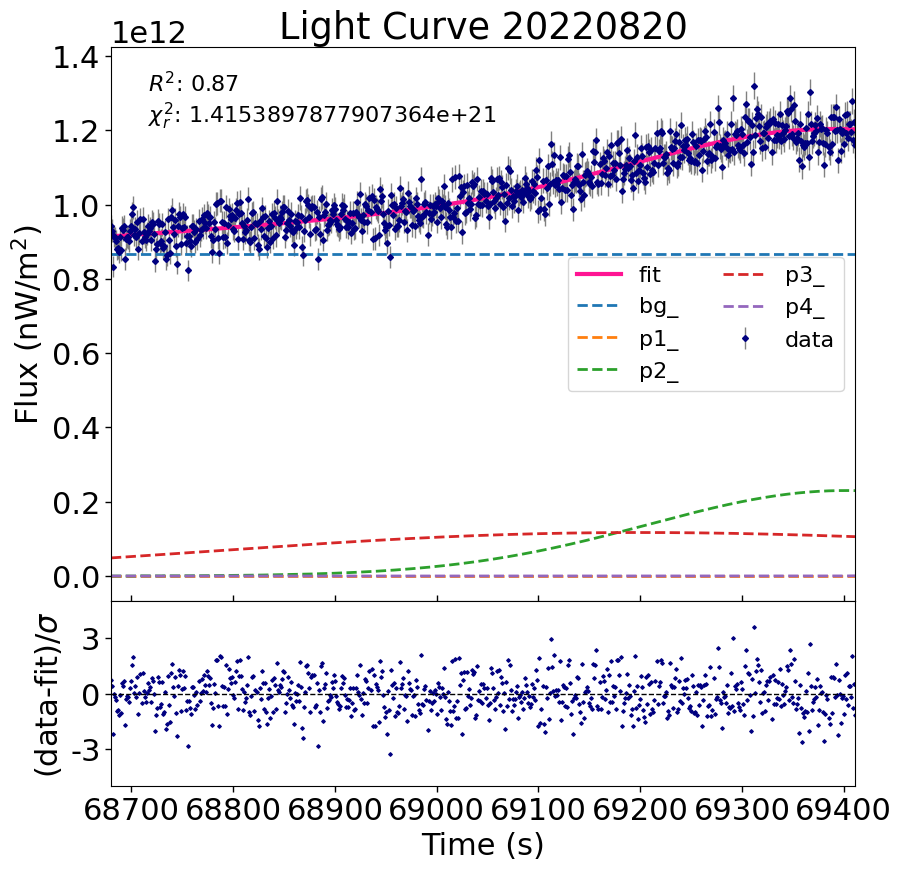 Light Curve 20220820
1e12
R²: 0.87
χ²ᵣ: 1.4153897877907364e+21
1.4
1.2
1.0
0.8
0.6
0.4
0.2
0.0
Flux (nW/m²)
fit
bg_
p1_
p2_
p3_
p4_
data
3
0
-3
(data-fit)/σ
68700 68800 68900 69000 69100 69200 69300 69400
Time (s)